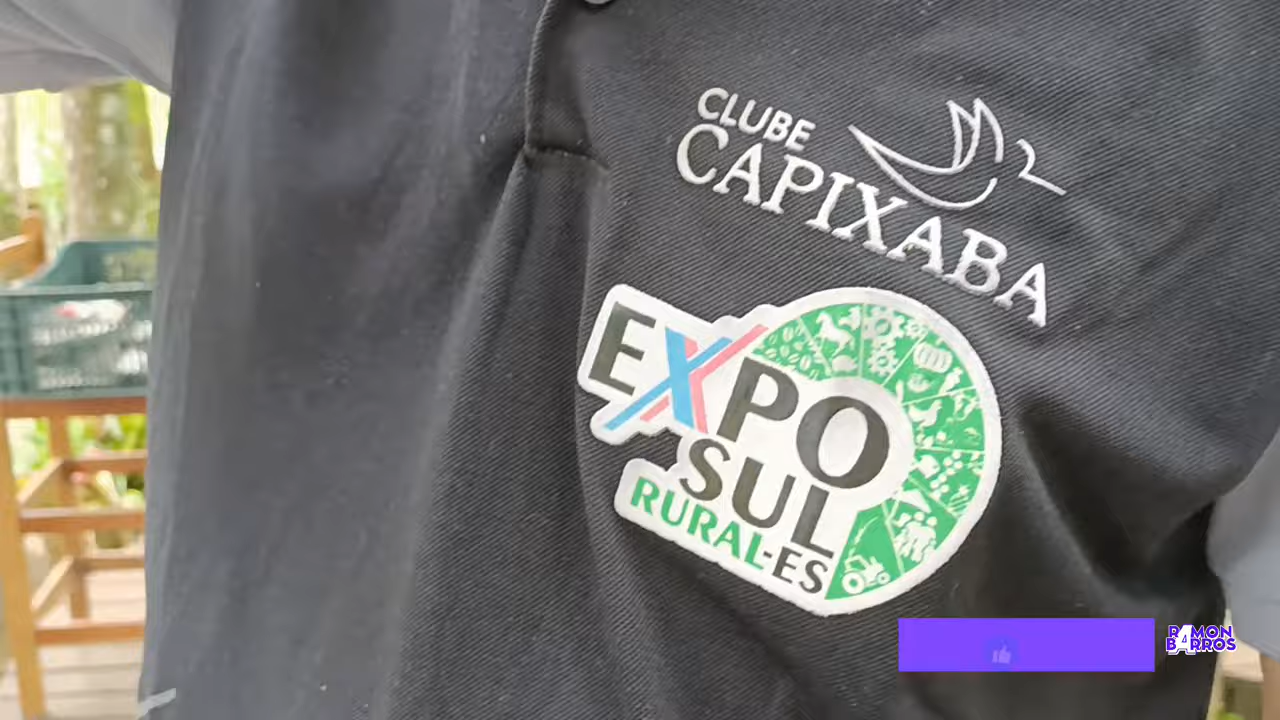 CLUBE
CAPIXABA
EXPO
SUL
RURAL-ES
RAMON
BARROS